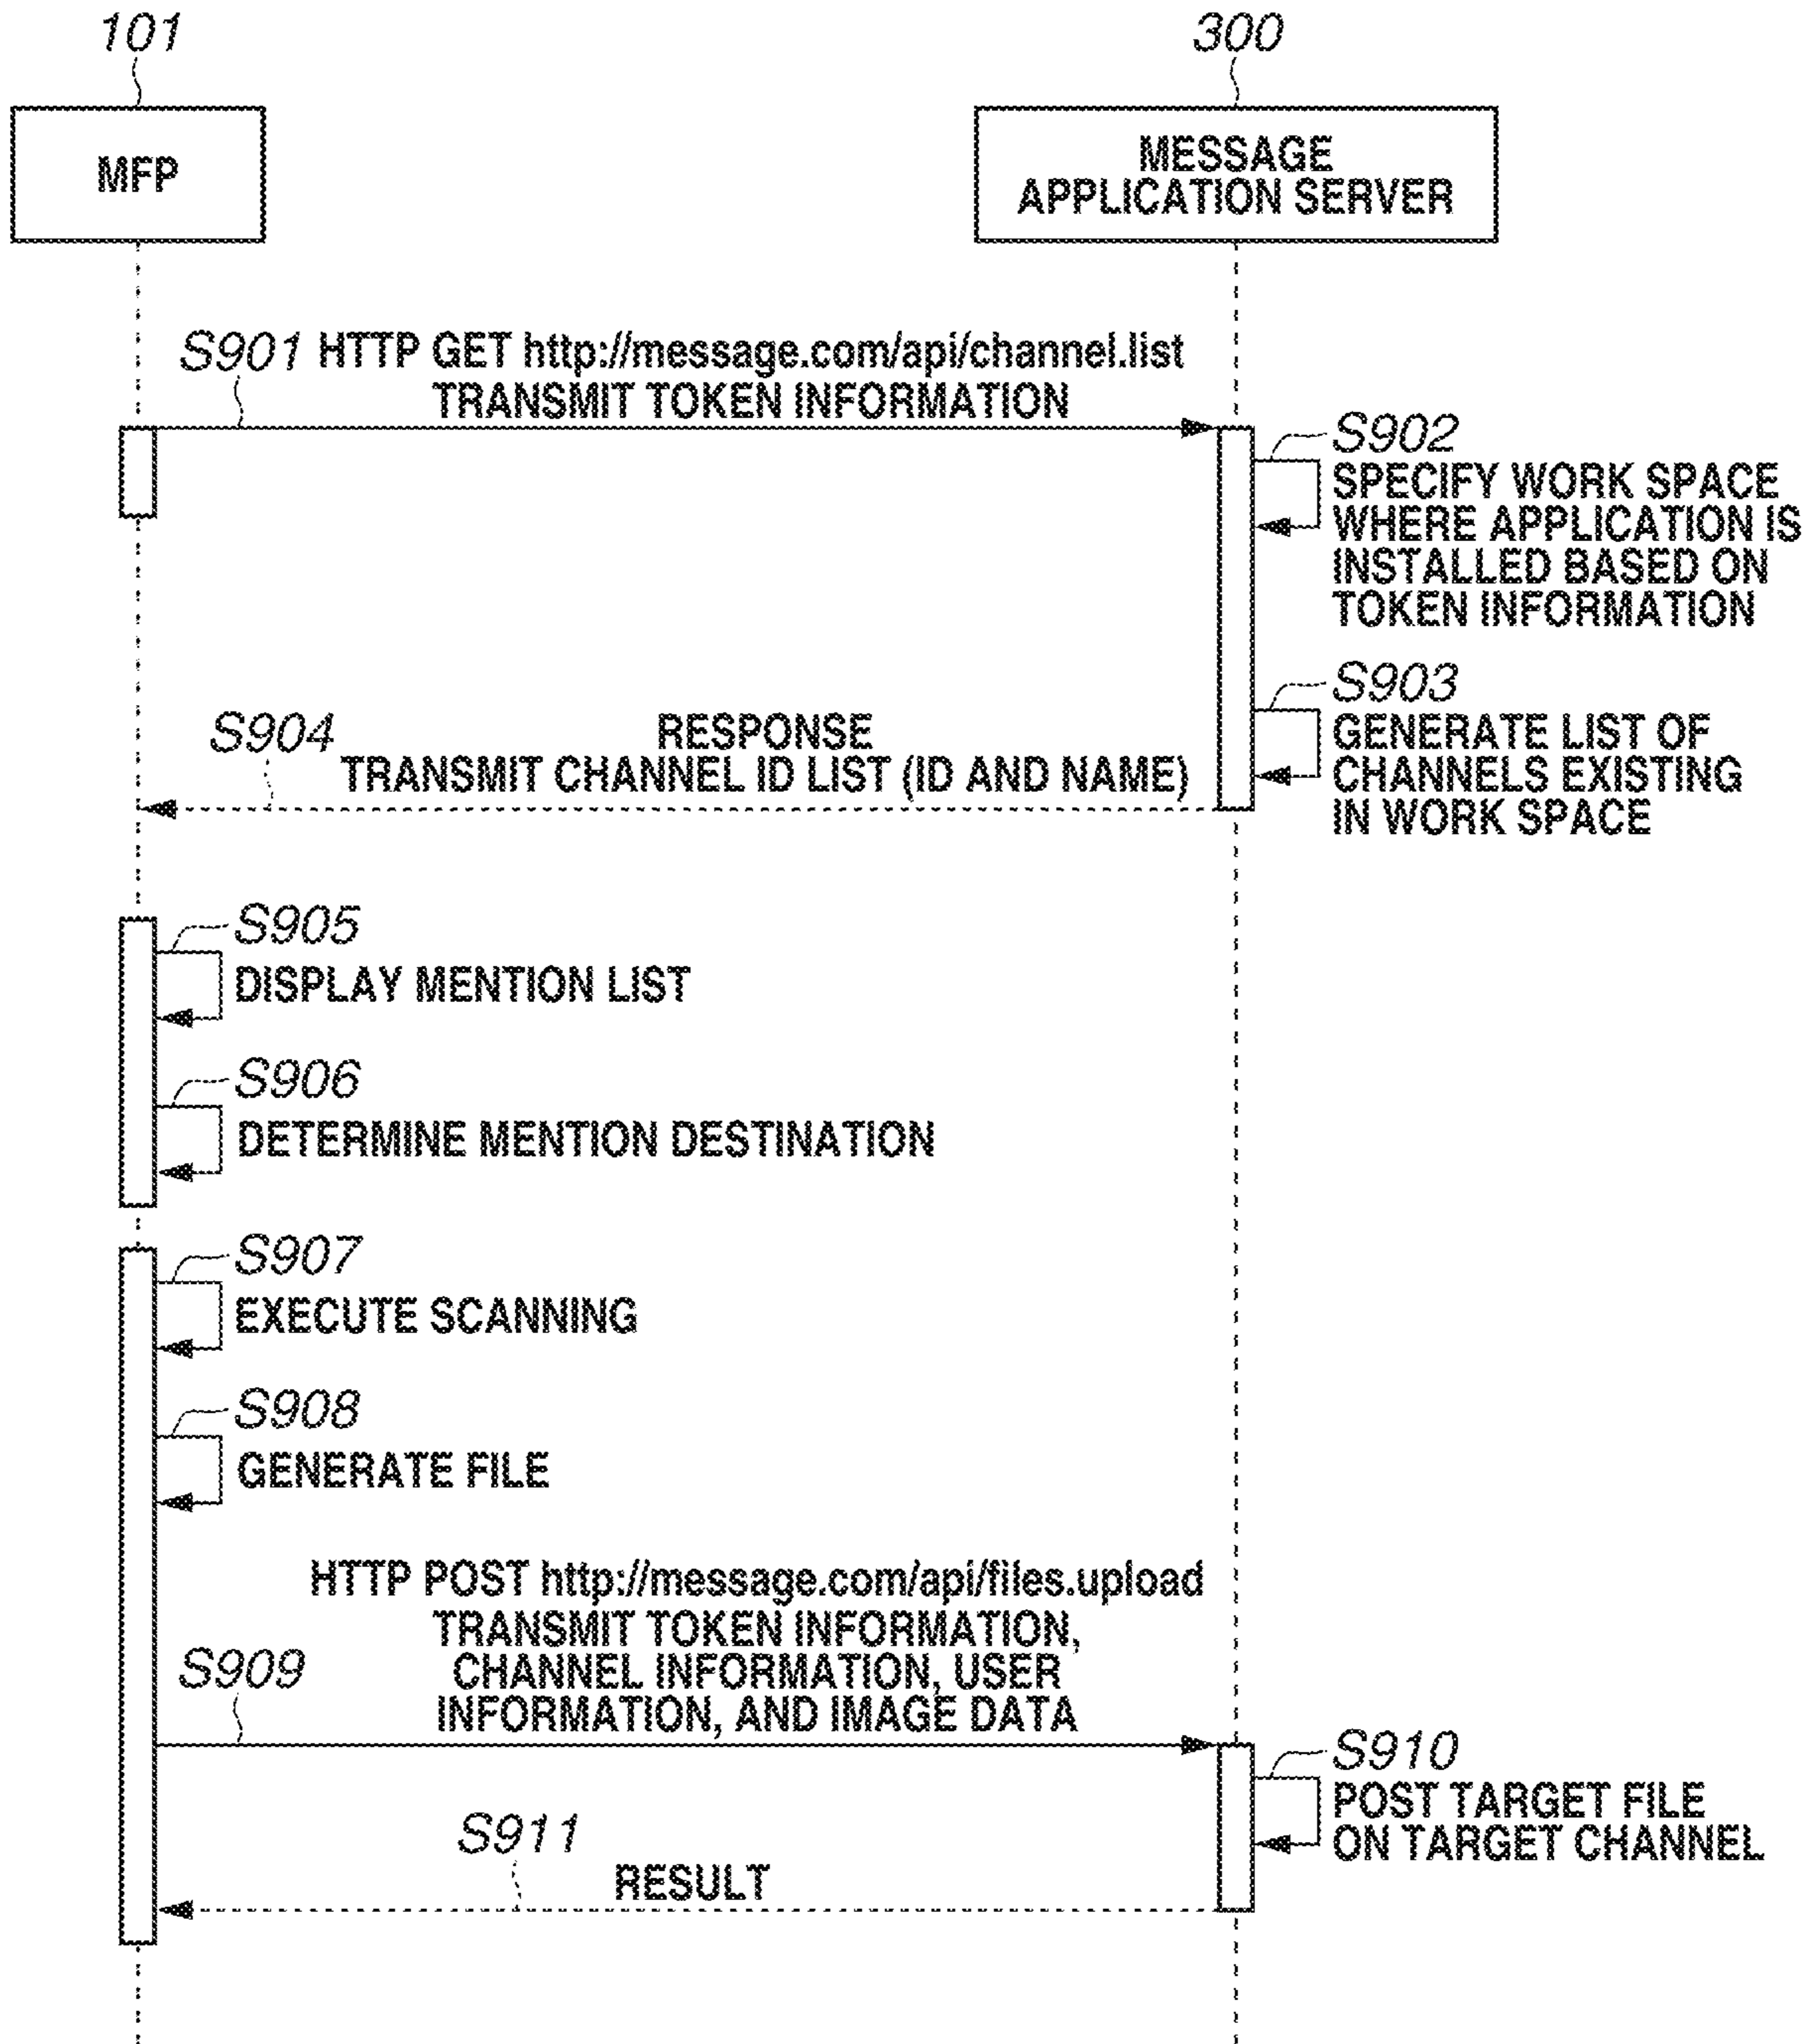 101
300
MFP
MESSAGE
APPLICATION SERVER
S901 HTTP GET http://message.com/api/channel.list
TRANSMIT TOKEN INFORMATION
S902
SPECIFY WORK SPACE
WHERE APPLICATION IS
INSTALLED BASED ON
TOKEN INFORMATION
S903
GENERATE LIST OF
CHANNELS EXISTING
IN WORK SPACE
S904
RESPONSE
TRANSMIT CHANNEL ID LIST (ID AND NAME)
S905
DISPLAY MENTION LIST
S906
DETERMINE MENTION DESTINATION
S907
EXECUTE SCANNING
S908
GENERATE FILE
HTTP POST http://message.com/api/files.upload
TRANSMIT TOKEN INFORMATION,
CHANNEL INFORMATION, USER
INFORMATION, AND IMAGE DATA
S909
S910
POST TARGET FILE
ON TARGET CHANNEL
S911
RESULT